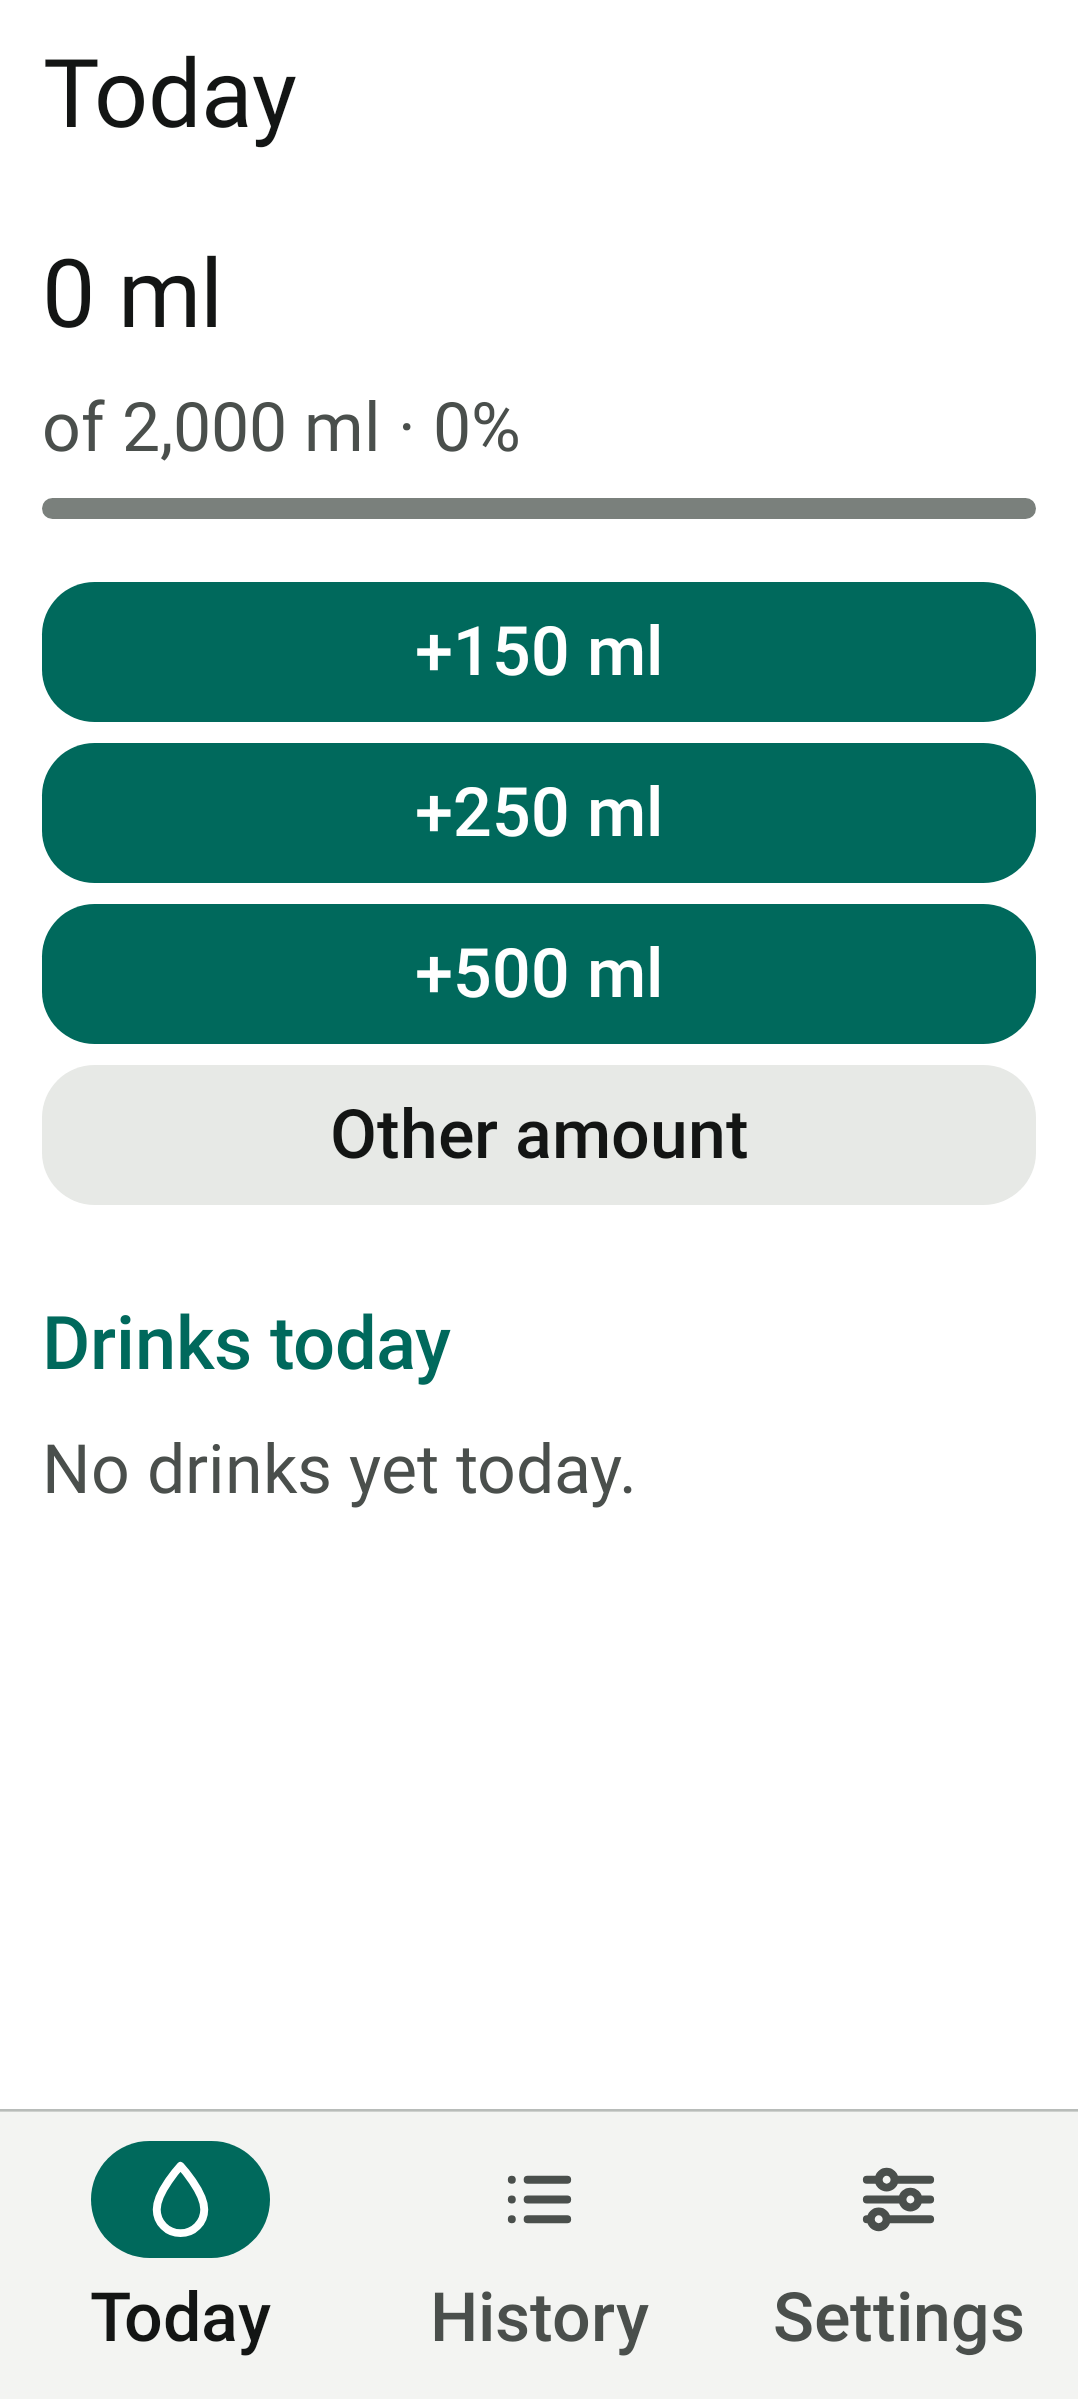 Today
0 ml
of 2,000 ml · 0%
+150 ml
+250 ml
+500 ml
Other amount
Drinks today
No drinks yet today.
Today
History
Settings